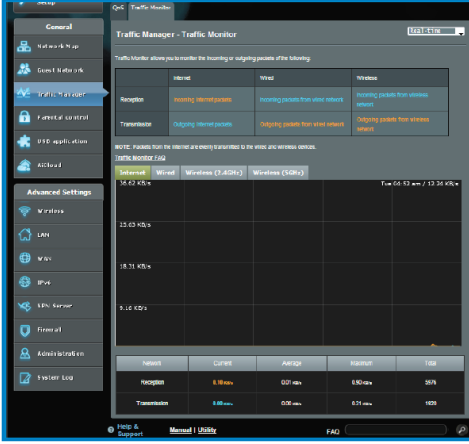 Setup
QoS Traffic Monitor
General
Network Map
Guest Network
Traffic Manager
Parental control
USB application
AiCloud
Advanced Settings
Wireless
LAN
WAN
IPv6
VPN Server
Firewall
Administration
System Log
Traffic Manager - Traffic Monitor
Real-time
Traffic Monitor allows you to monitor the incoming or outgoing packets of the following:
Internet Wired Wireless
Reception Incoming Internet packets Incoming packets from wired network Incoming packets from wireless
network
Transmission Outgoing Internet packets Outgoing packets from wired network Outgoing packets from wireless
network
NOTE: Packets from the Internet are evenly transmitted to the wired and wireless devices.
Traffic Monitor FAQ
Internet Wired Wireless (2.4GHz) Wireless (5GHz)
36.62 KB/s
Tue 04:53 am / 12.24 KB/s
18.31 KB/s
9.16 KB/s
Network Current Average Maximum Total
Reception
Transmission
Help &
Support
Manual | Utility
FAQ